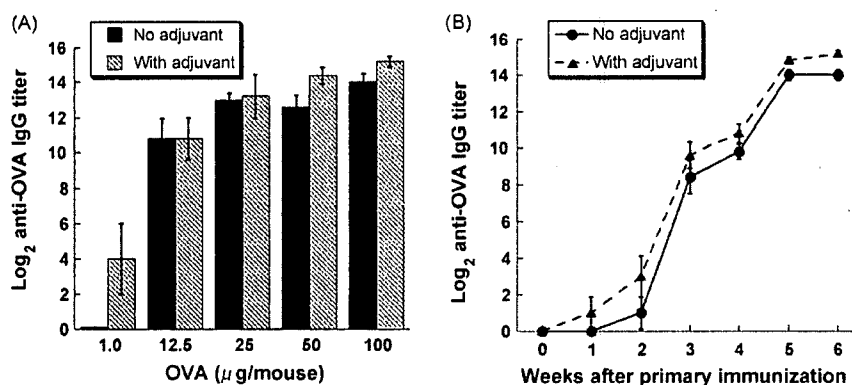 (A)
No adjuvant
With adjuvant
Log2 anti-OVA IgG titer
16
14
12
10
8
6
4
2
0
1.0 12.5 25 50 100
OVA (μg/mouse)
(B)
No adjuvant
With adjuvant
Log2 anti-OVA IgG titer
16
14
12
10
8
6
4
2
0
0 1 2 3 4 5 6
Weeks after primary immunization